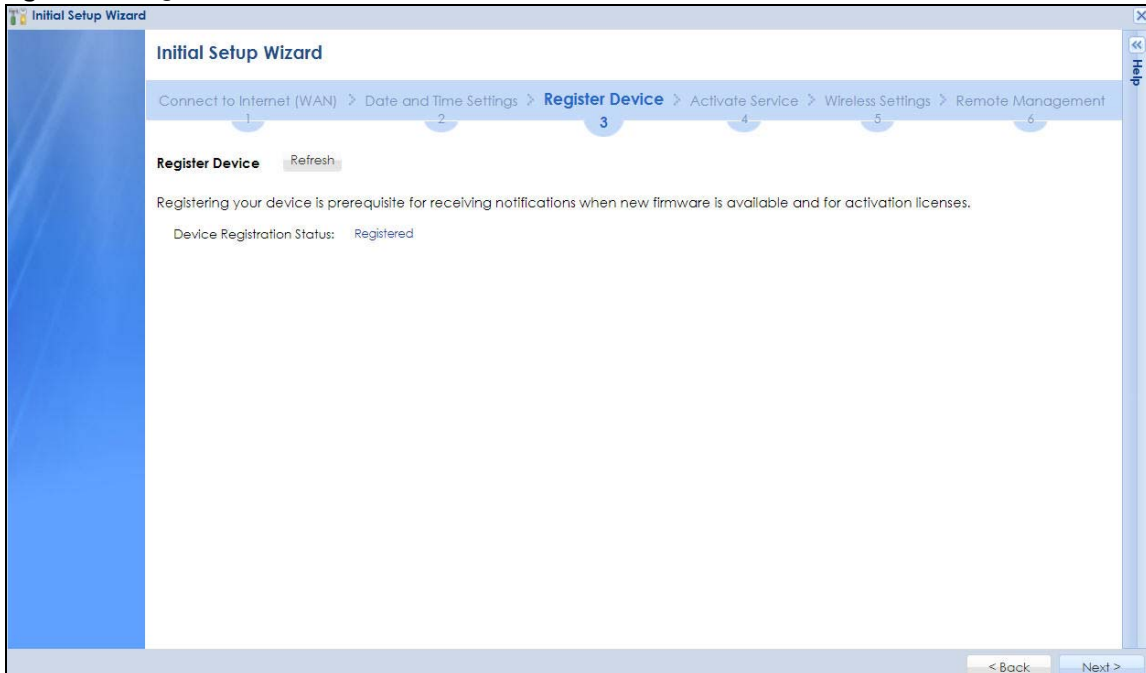 Initial Setup Wizard
Initial Setup Wizard
« Help
Connect to Internet (WAN) > Date and Time Settings > Register Device > Activate Service > Wireless Settings > Remote Management
1 2 3 4 5 6
Register Device Refresh
Registering your device is prerequisite for receiving notifications when new firmware is available and for activation licenses.
Device Registration Status: Registered
< Back Next >